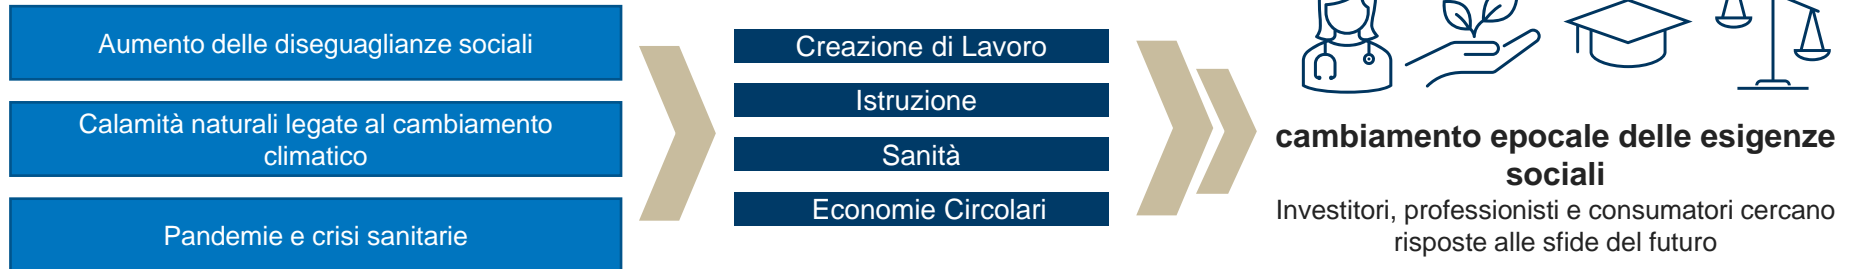 Aumento delle diseguaglianze sociali
Calamità naturali legate al cambiamento
climatico
Pandemie e crisi sanitarie
Creazione di Lavoro
Istruzione
Sanità
Economie Circolari
cambiamento epocale delle esigenze
sociali
Investitori, professionisti e consumatori cercano
risposte alle sfide del futuro